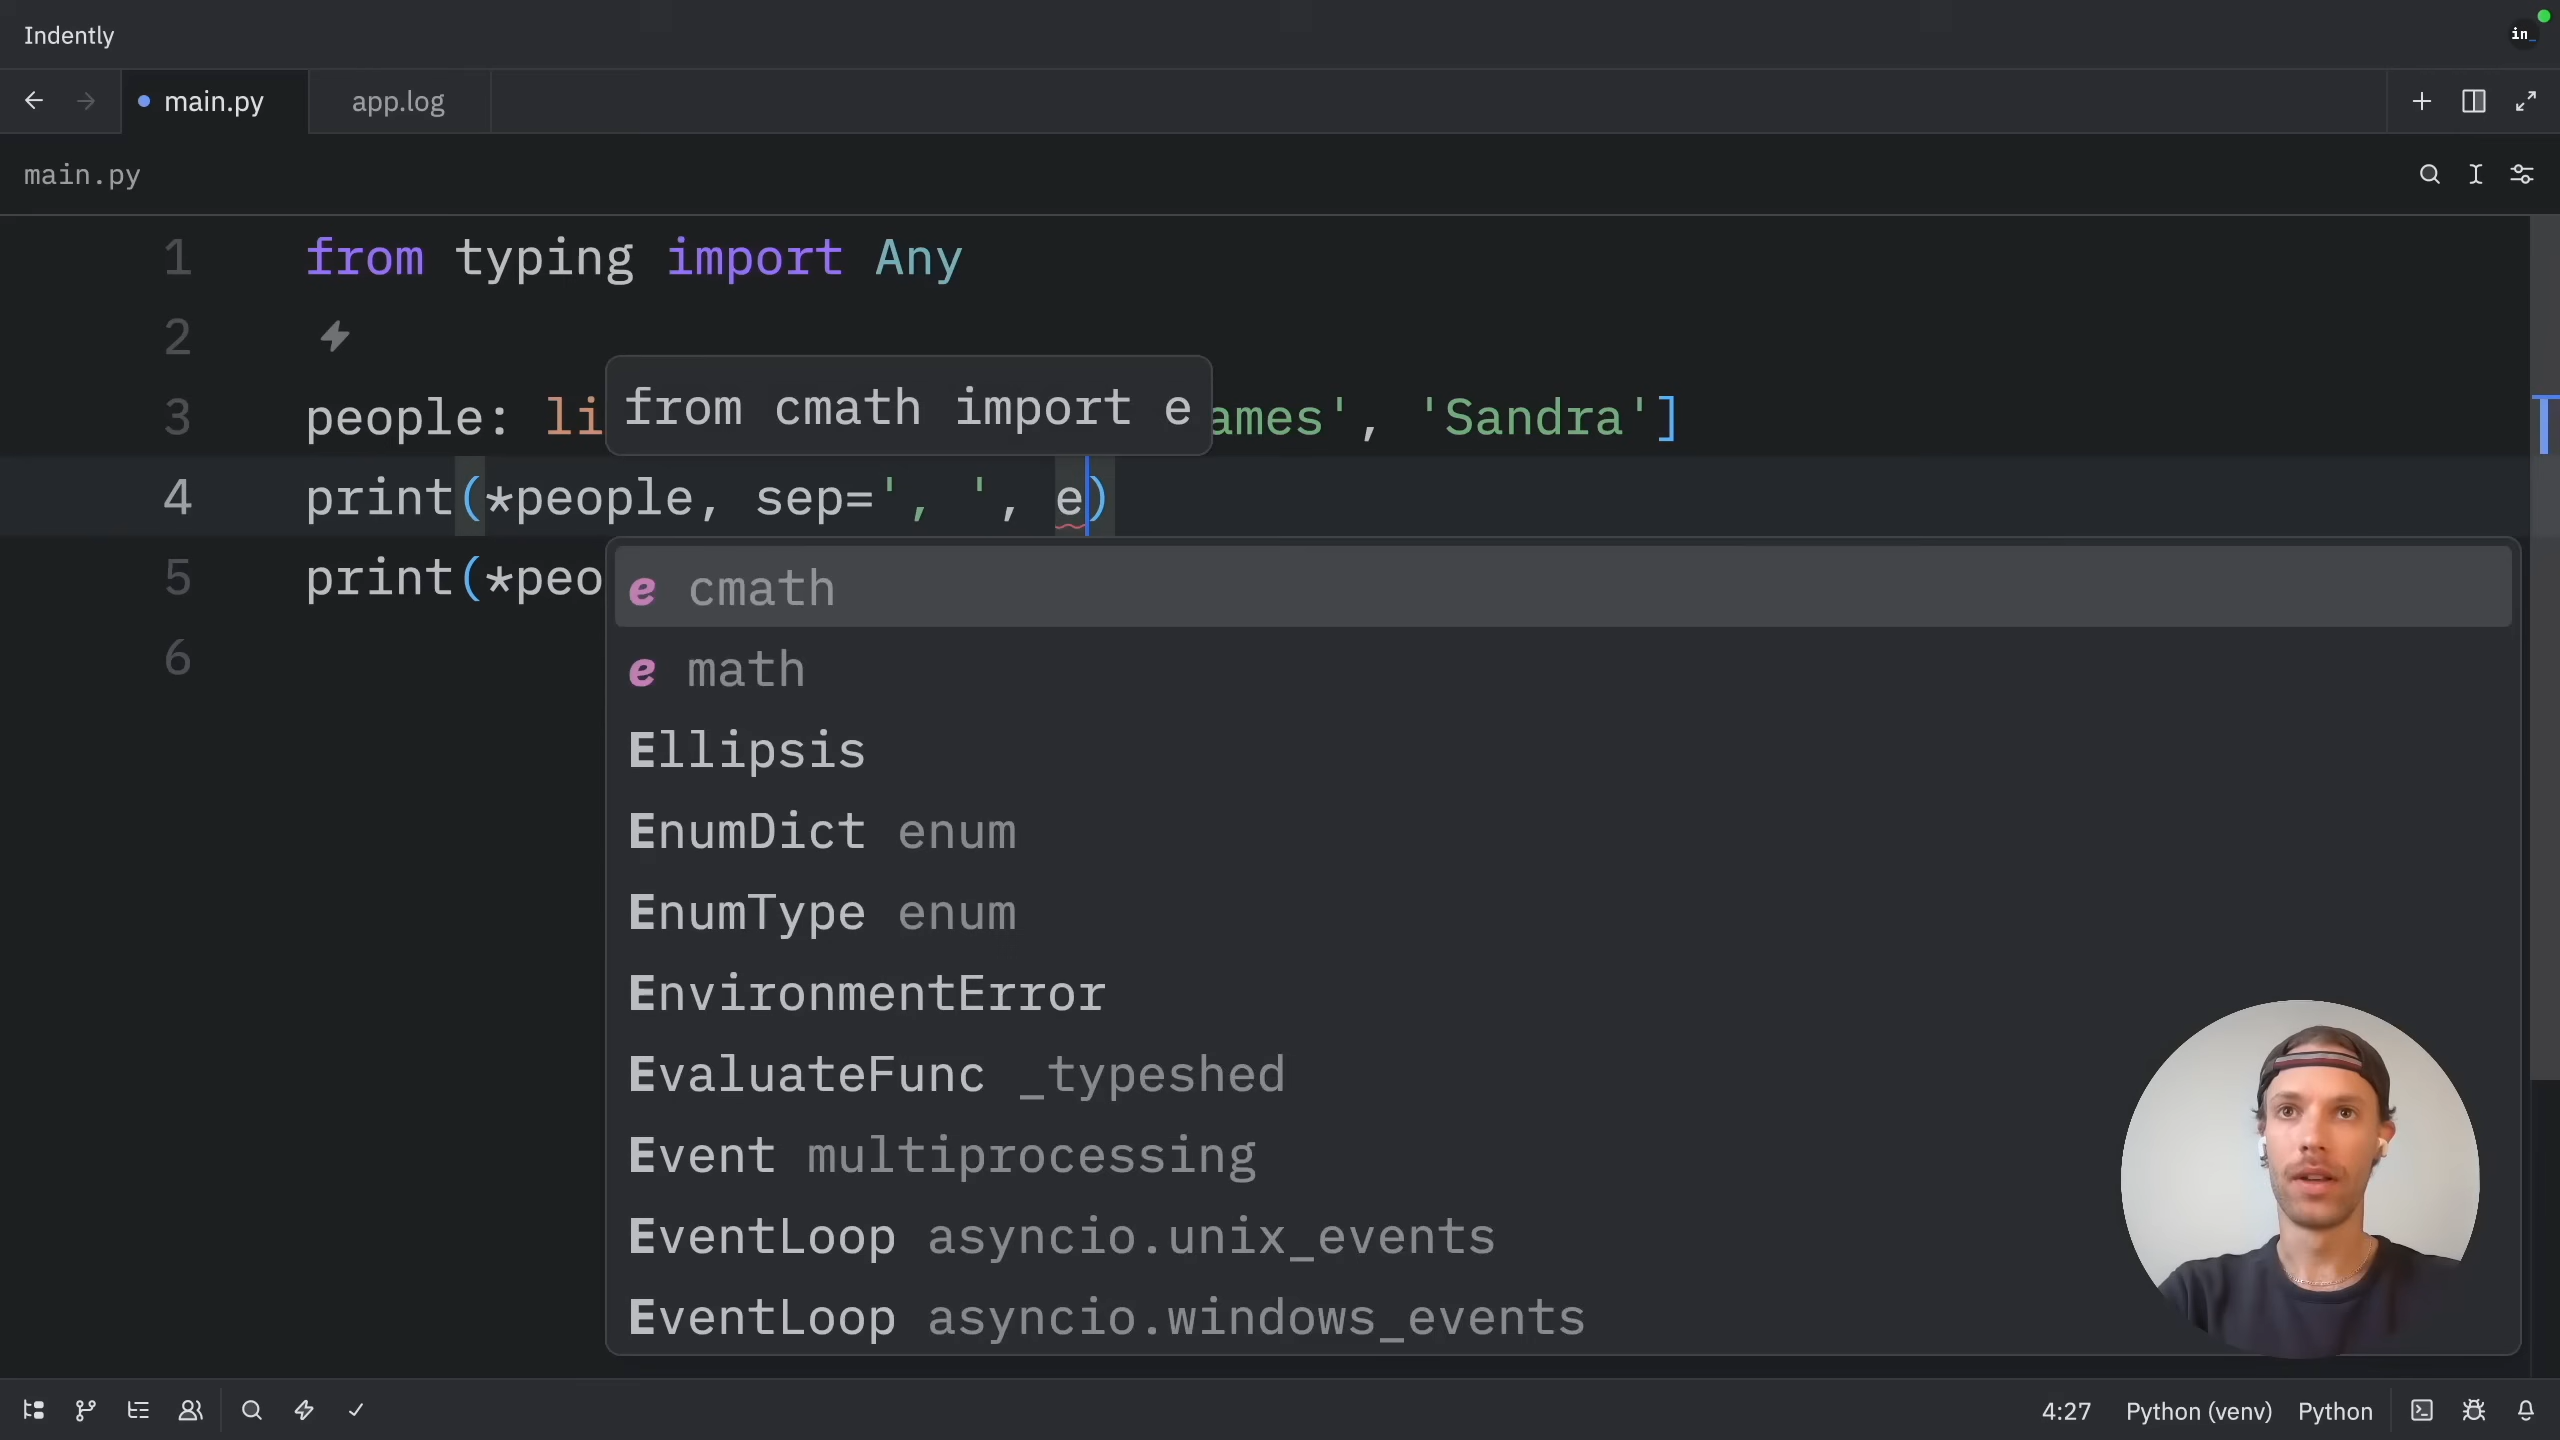 Indently
in_
main.py
app.log
main.py
1 from typing import Any
2
from cmath import e
3 people: li ames', 'Sandra']
4 print(*people, sep=', ', e)
5 print(*peo
6
e cmath
e math
Ellipsis
EnumDict enum
EnumType enum
EnvironmentError
EvaluateFunc _typeshed
Event multiprocessing
EventLoop asyncio.unix_events
EventLoop asyncio.windows_events
4:27 Python (venv) Python